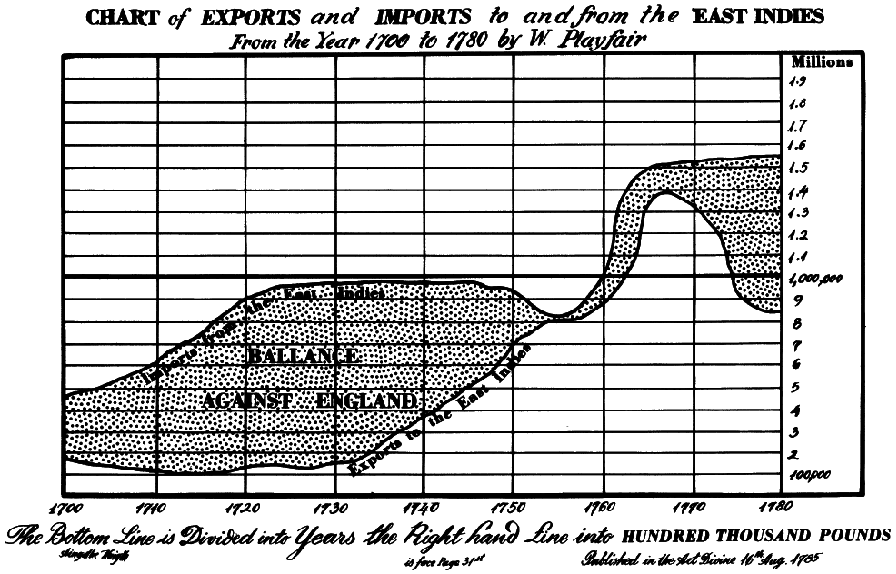 CHART of EXPORTS and IMPORTS to and from the EAST INDIES
From the Year 1700 to 1780 by W. Playfair
Millions
1.9
1.8
1.7
1.6
1.5
1.4
1.3
1.2
1.1
1,000,000
9
8
7
6
5
4
3
2
100,000
Imports from the East Indies
BALLANCE
AGAINST ENGLAND
Exports to the East Indies
1700 1710 1720 1730 1740 1750 1760 1770 1780
The Bottom Line is Divided into Years the Right hand Line into HUNDRED THOUSAND POUNDS
is face Page 31st
Published in the Act Divine 16th Aug. 1785